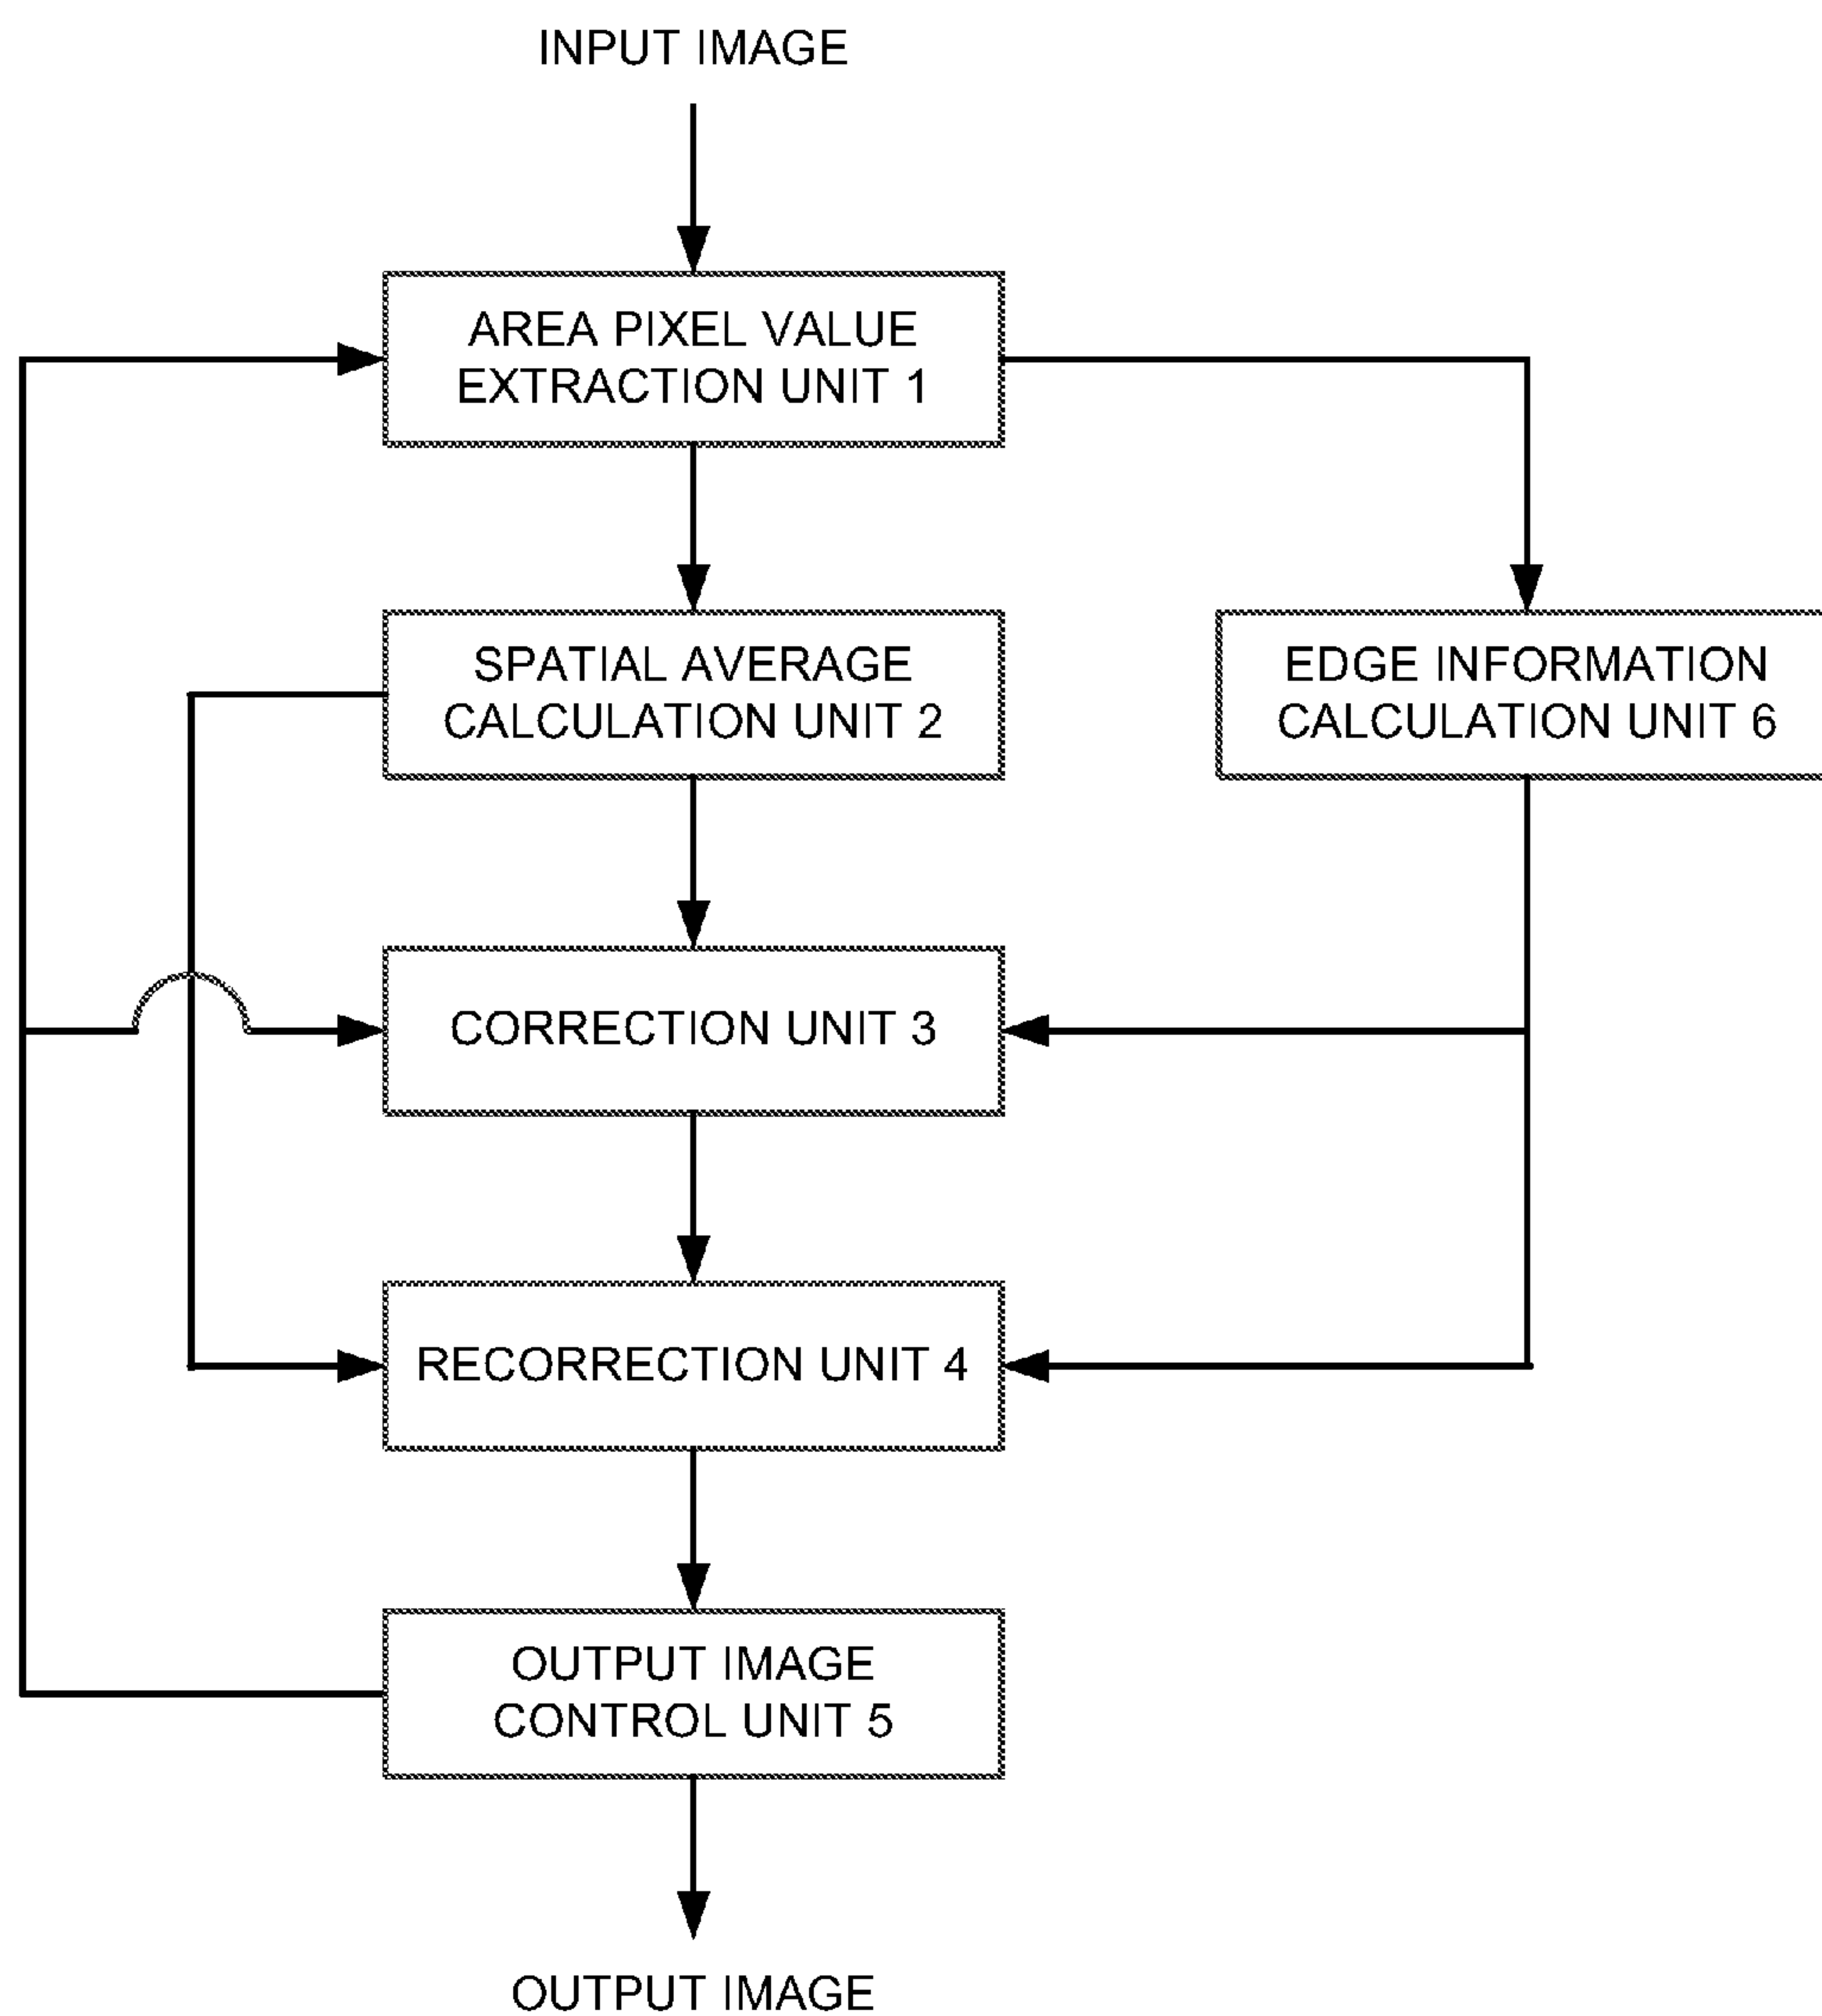 INPUT IMAGE
AREA PIXEL VALUE
EXTRACTION UNIT 1
SPATIAL AVERAGE
CALCULATION UNIT 2
EDGE INFORMATION
CALCULATION UNIT 6
CORRECTION UNIT 3
RECORRECTION UNIT 4
OUTPUT IMAGE
CONTROL UNIT 5
OUTPUT IMAGE